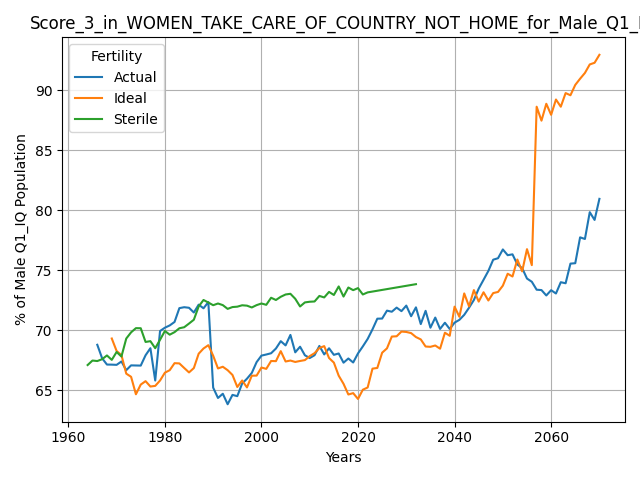 Score_3_in_WOMEN_TAKE_CARE_OF_COUNTRY_NOT_HOME_for_Male_Q1_
Fertility
Actual
Ideal
Sterile
% of Male Q1_IQ Population
90
85
80
75
70
65
1960 1980 2000 2020 2040 2060
Years